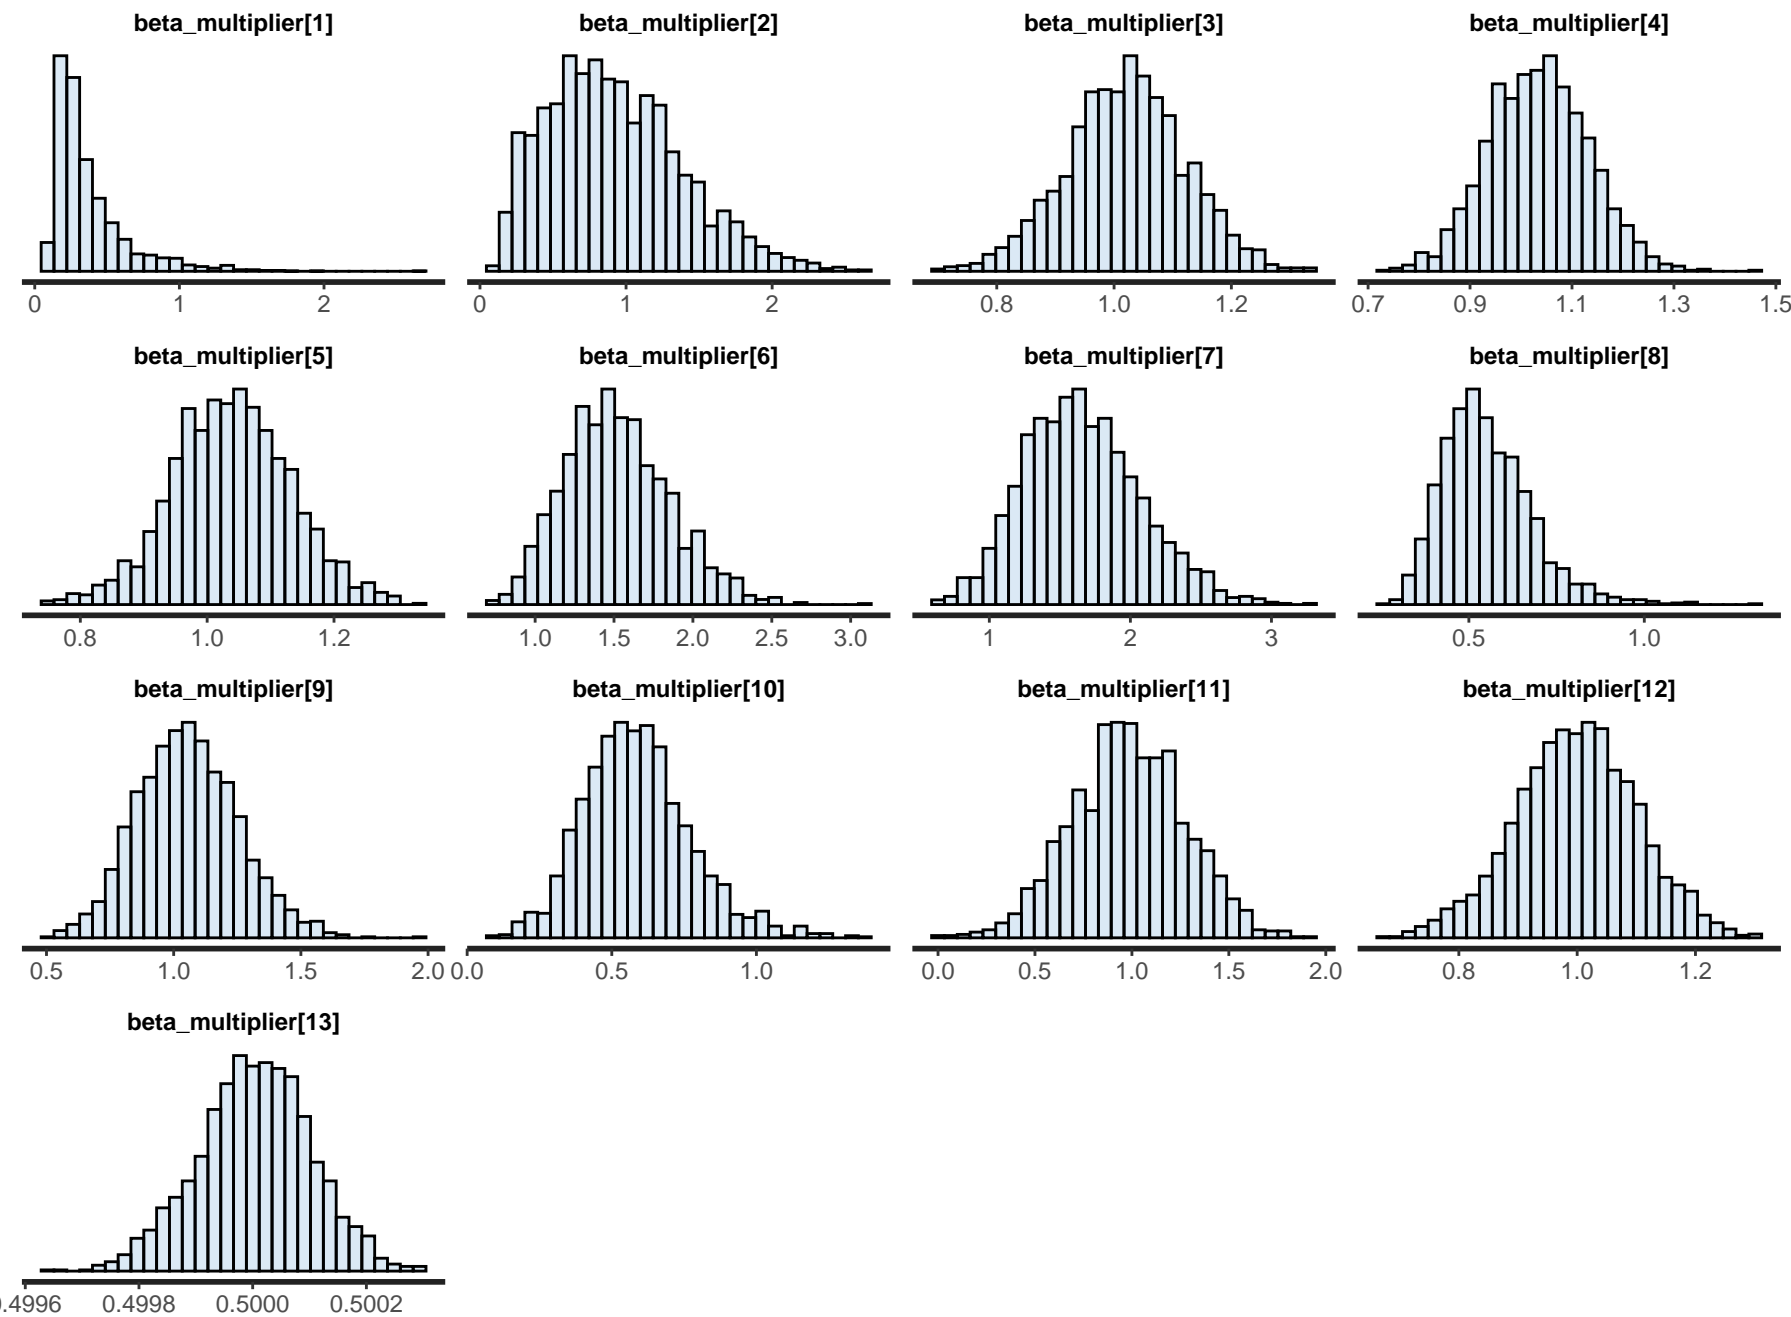 beta_multiplier[1] beta_multiplier[2] beta_multiplier[3] beta_multiplier[4]
0 1 2 0 1 2 0.8 1.0 1.2 0.7 0.9 1.1 1.3 1.5
beta_multiplier[5] beta_multiplier[6] beta_multiplier[7] beta_multiplier[8]
0.8 1.0 1.2 1.0 1.5 2.0 2.5 3.0 1 2 3 0.5 1.0
beta_multiplier[9] beta_multiplier[10] beta_multiplier[11] beta_multiplier[12]
0.5 1.0 1.5 2.0 0.0 0.5 1.0 0.0 0.5 1.0 1.5 2.0 0.8 1.0 1.2
beta_multiplier[13]
.4996 0.4998 0.5000 0.5002